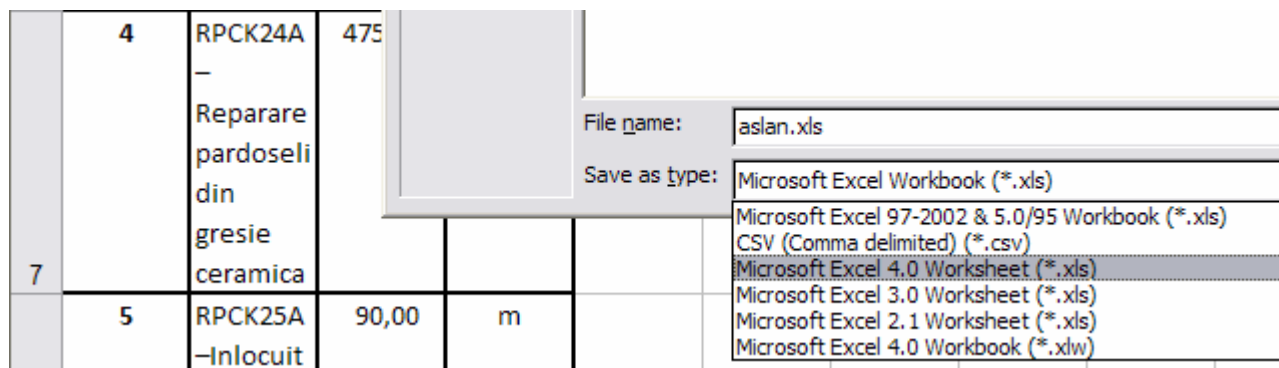 4 RPCK24A 475
–
Reparare
pardoseli
din
gresie
7 ceramica
5 RPCK25A 90,00 m
–Inlocuit
File name: aslan.xls
Save as type: Microsoft Excel Workbook (*.xls)
Microsoft Excel 97-2002 & 5.0/95 Workbook (*.xls)
CSV (Comma delimited) (*.csv)
Microsoft Excel 4.0 Worksheet (*.xls)
Microsoft Excel 3.0 Worksheet (*.xls)
Microsoft Excel 2.1 Worksheet (*.xls)
Microsoft Excel 4.0 Workbook (*.xlw)